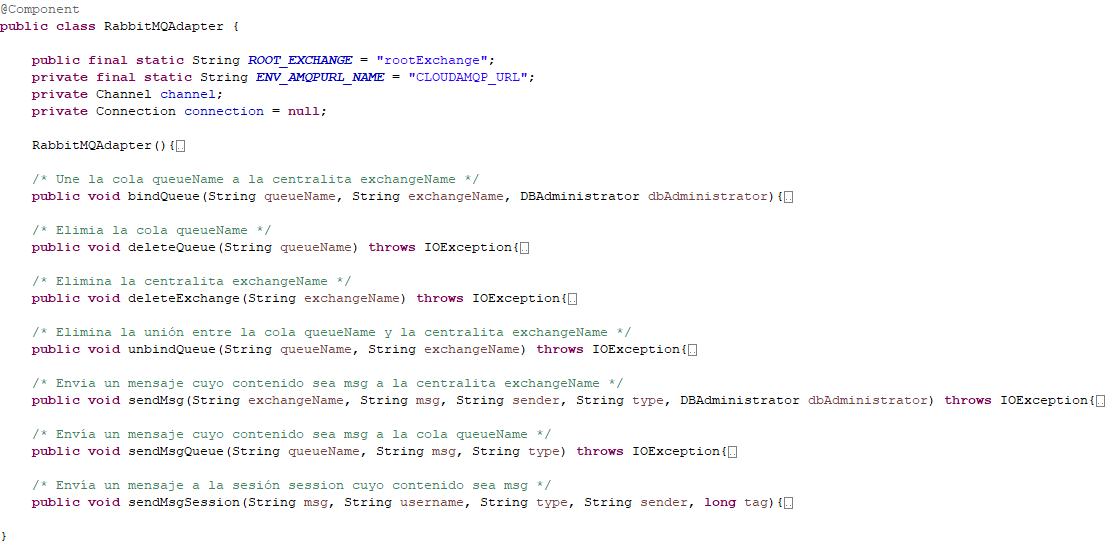 @Component
public class RabbitMQAdapter {
public final static String ROOT_EXCHANGE = "rootExchange";
private final static String ENV_AMQPURL_NAME = "CLOUDAMQP_URL";
private Channel channel;
private Connection connection = null;
RabbitMQAdapter(){..
/* Une la cola queueName a la centralita exchangeName */
public void bindQueue(String queueName, String exchangeName, DBAdministrator dbAdministrator){..
/* Elimia la cola queueName */
public void deleteQueue(String queueName) throws IOException{..
/* Elimina la centralita exchangeName */
public void deleteExchange(String exchangeName) throws IOException{..
/* Elimina la unión entre la cola queueName y la centralita exchangeName */
public void unbindQueue(String queueName, String exchangeName) throws IOException{..
/* Envia un mensaje cuyo contenido sea msg a la centralita exchangeName */
public void sendMsg(String exchangeName, String msg, String sender, String type, DBAdministrator dbAdministrator) throws IOException{..
/* Envía un mensaje cuyo contenido sea msg a la cola queueName */
public void sendMsgQueue(String queueName, String msg, String type) throws IOException{..
/* Envía un mensaje a la sesión session cuyo contenido sea msg */
public void sendMsgSession(String msg, String username, String type, String sender, long tag){..
}